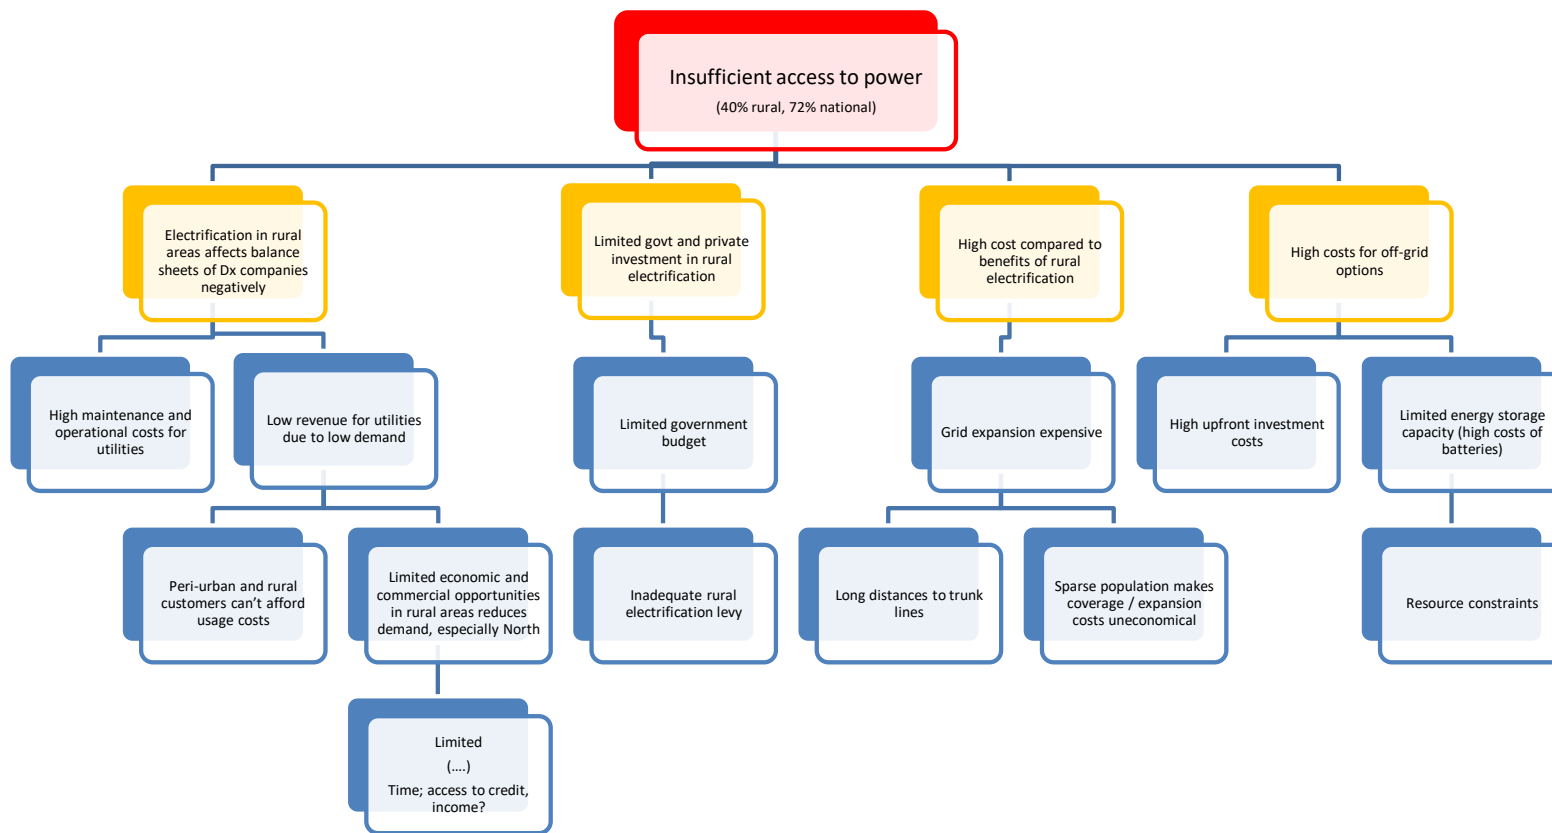 Insufficient access to power
(40% rural, 72% national)
Electrification in rural
areas affects balance
sheets of Dx companies
negatively
Limited govt and private
investment in rural
electrification
High cost compared to
benefits of rural
electrification
High costs for off-grid
options
High maintenance and
operational costs for
utilities
Low revenue for utilities
due to low demand
Limited government
budget
Grid expansion expensive
High upfront investment
costs
Limited energy storage
capacity (high costs of
batteries)
Peri-urban and rural
customers can’t afford
usage costs
Limited economic and
commercial opportunities
in rural areas reduces
demand, especially North
Inadequate rural
electrification levy
Long distances to trunk
lines
Sparse population makes
coverage / expansion
costs uneconomical
Resource constraints
Limited
(....)
Time; access to credit,
income?